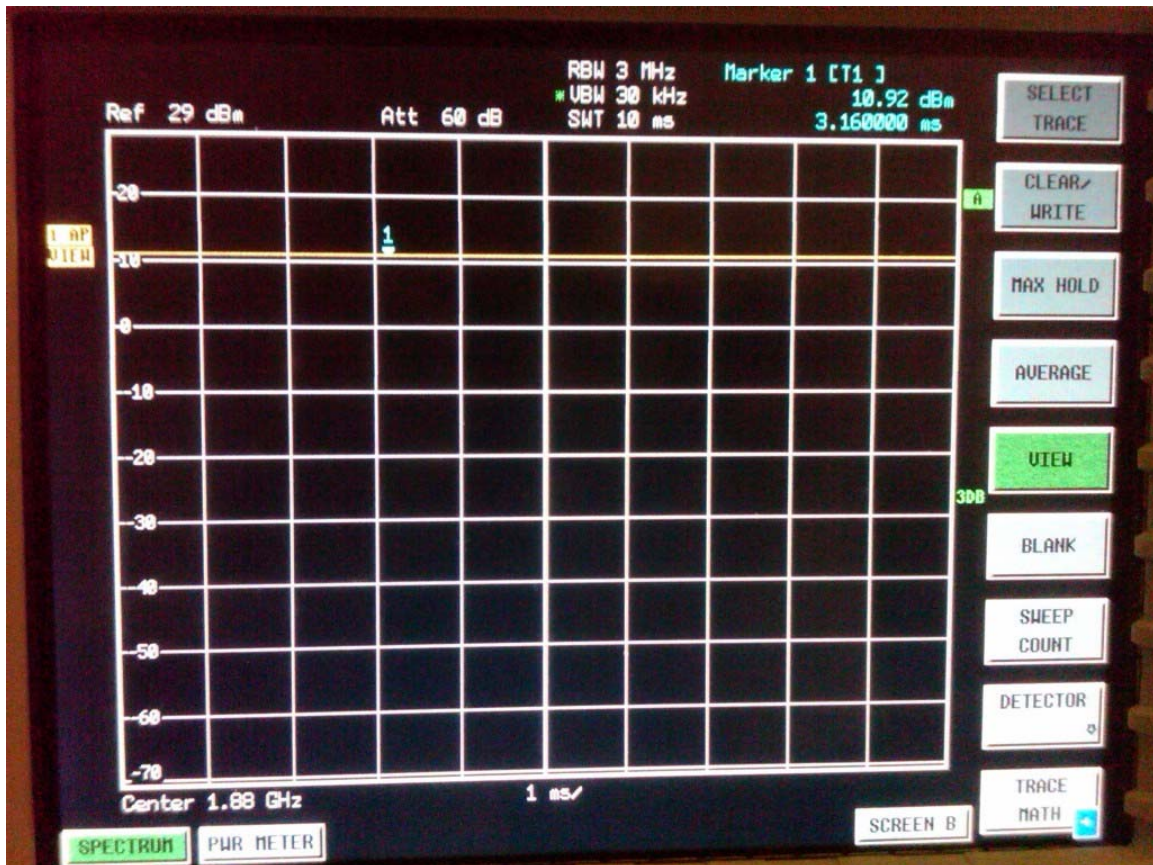 RBW 3 MHz Marker 1 [T1 ]
*VBW 30 kHz 10.92 dBm
Ref 29 dBm Att 60 dB SWT 10 ms 3.160000 ms
20
A
1 AP
VIEW
1
10
0
-10
-20
-30
3DB
-40
-50
-60
-70
Center 1.88 GHz 1 ms/
SELECT
TRACE
CLEAR/
WRITE
MAX HOLD
AVERAGE
VIEW
BLANK
SWEEP
COUNT
DETECTOR
TRACE
MATH
SPECTRUM PWR METER SCREEN B